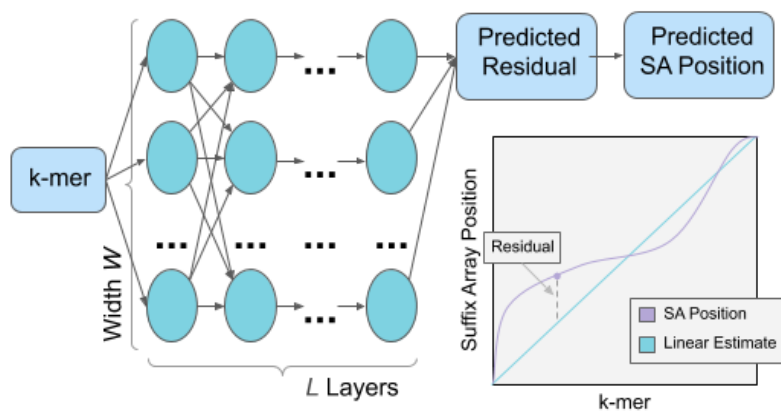 Predicted
Residual
Predicted
SA Position
k-mer
Width W
L Layers
Suffix Array Position
Residual
SA Position
Linear Estimate
k-mer